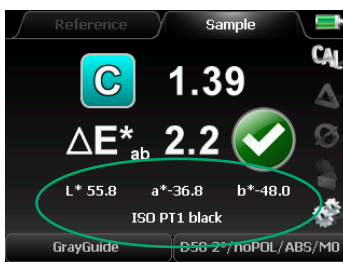 Reference Sample
CAL
C 1.39
ΔE*ab 2.2
L* 55.8 a*-36.8 b*-48.0
ISO PT1 black
GrayGuide D50 2°/noPOL/ABS/M0